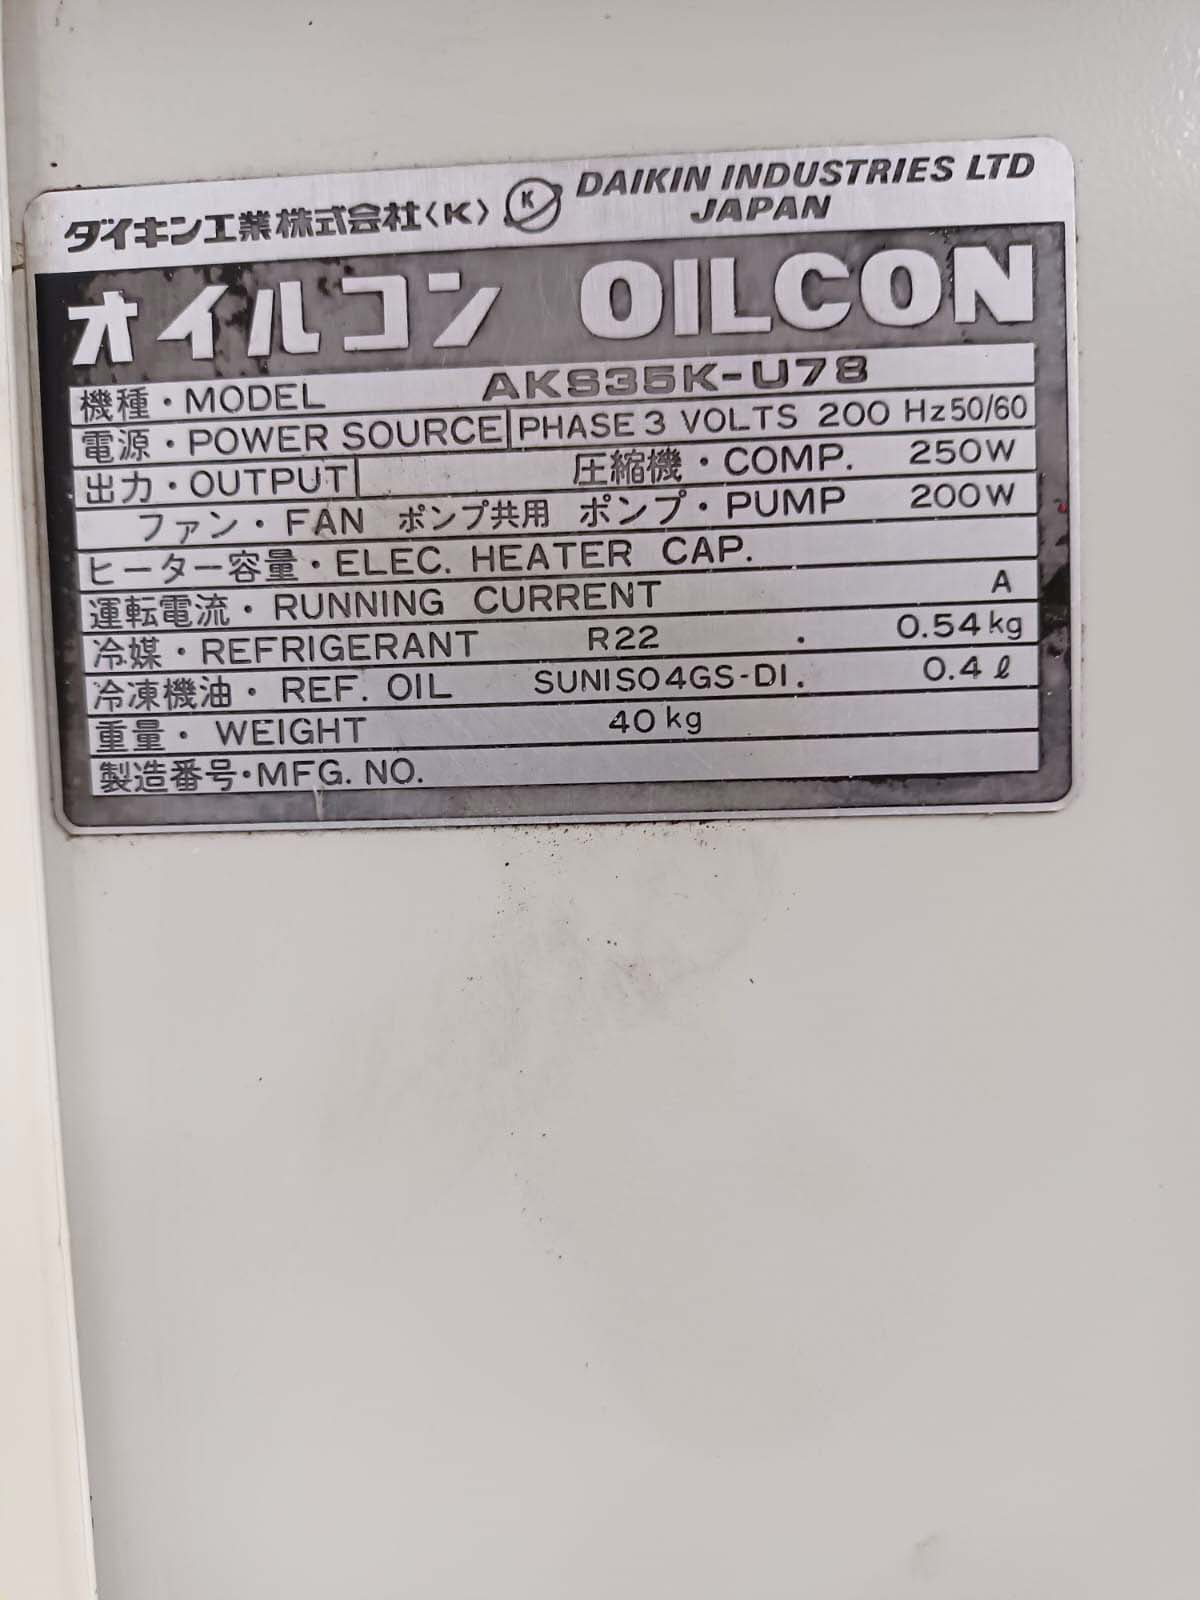 ダイキン工業株式会社〈K〉 K DAIKIN INDUSTRIES LTD
JAPAN
オイルコン OILCON
機種・MODEL AKS35K-U78
電源・POWER SOURCE PHASE 3 VOLTS 200 Hz 50/60
出力・OUTPUT 圧縮機・COMP. 250W
ファン・FAN ポンプ共用 ポンプ・PUMP 200W
ヒーター容量・ELEC. HEATER CAP.
運転電流・RUNNING CURRENT A
冷媒・REFRIGERANT R22 . 0.54kg
冷凍機油・REF. OIL SUNISO4GS-DI. 0.4ℓ
重量・WEIGHT 40kg
製造番号・MFG. NO.